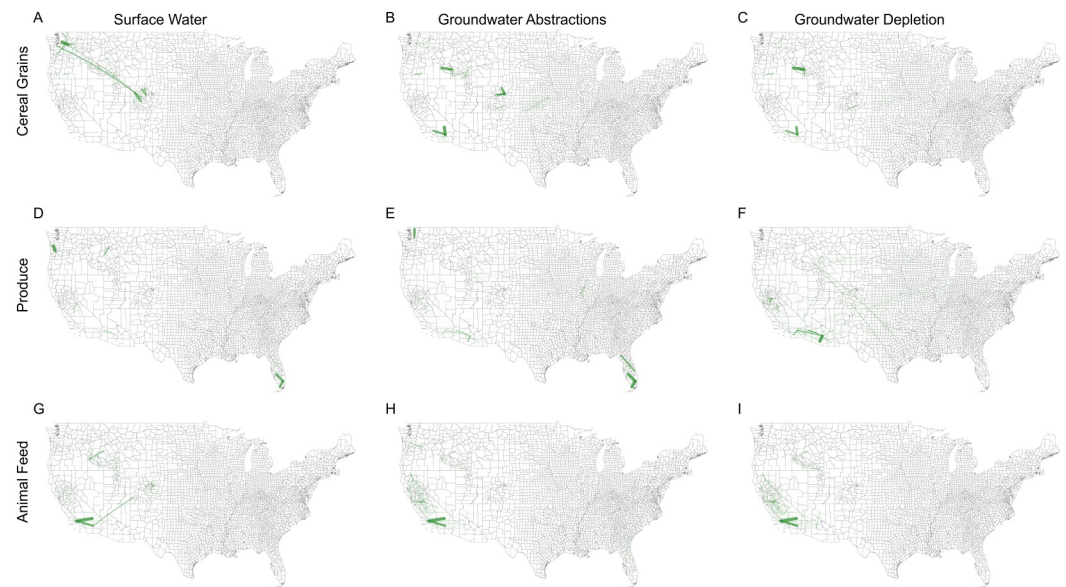 A Surface Water
B Groundwater Abstractions
C Groundwater Depletion
Cereal Grains
D
E
F
Produce
G
H
I
Animal Feed